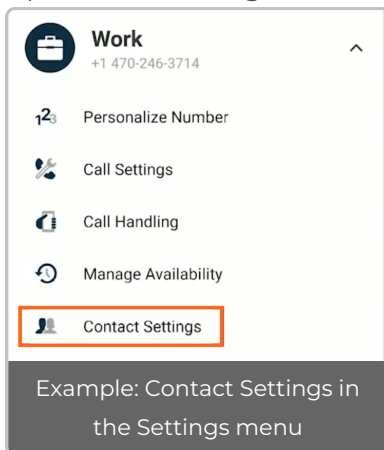 Work
+1 470-246-3714
123 Personalize Number
Call Settings
Call Handling
Manage Availability
Contact Settings
Example: Contact Settings in
the Settings menu